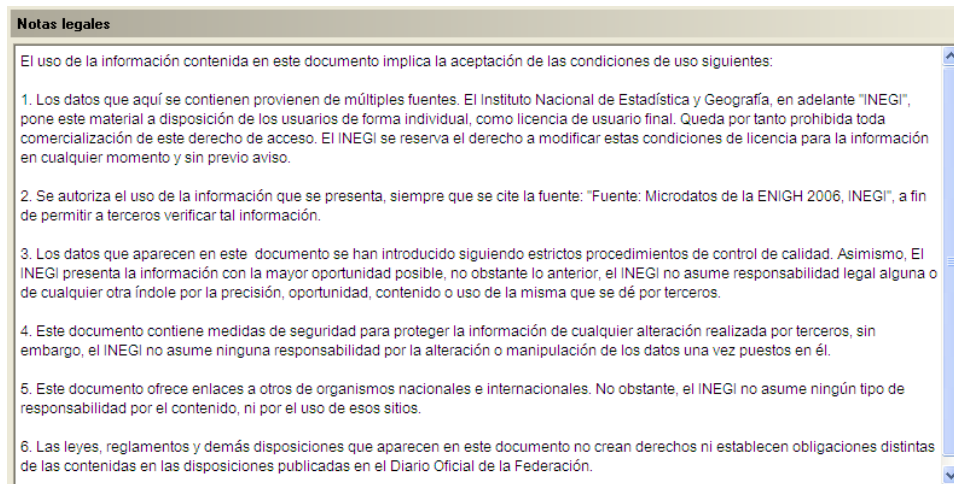 Notas legales
El uso de la información contenida en este documento implica la aceptación de las condiciones de uso siguientes:
1. Los datos que aquí se contienen provienen de múltiples fuentes. El Instituto Nacional de Estadística y Geografía, en adelante "INEGI",
pone este material a disposición de los usuarios de forma individual, como licencia de usuario final. Queda por tanto prohibida toda
comercialización de este derecho de acceso. El INEGI se reserva el derecho a modificar estas condiciones de licencia para la información
en cualquier momento y sin previo aviso.
2. Se autoriza el uso de la información que se presenta, siempre que se cite la fuente: "Fuente: Microdatos de la ENIGH 2006, INEGI", a fin
de permitir a terceros verificar tal información.
3. Los datos que aparecen en este documento se han introducido siguiendo estrictos procedimientos de control de calidad. Asimismo, El
INEGI presenta la información con la mayor oportunidad posible, no obstante lo anterior, el INEGI no asume responsabilidad legal alguna o
de cualquier otra índole por la precisión, oportunidad, contenido o uso de la misma que se dé por terceros.
4. Este documento contiene medidas de seguridad para proteger la información de cualquier alteración realizada por terceros, sin
embargo, el INEGI no asume ninguna responsabilidad por la alteración o manipulación de los datos una vez puestos en él.
5. Este documento ofrece enlaces a otros de organismos nacionales e internacionales. No obstante, el INEGI no asume ningún tipo de
responsabilidad por el contenido, ni por el uso de esos sitios.
6. Las leyes, reglamentos y demás disposiciones que aparecen en este documento no crean derechos ni establecen obligaciones distintas
de las contenidas en las disposiciones publicadas en el Diario Oficial de la Federación.